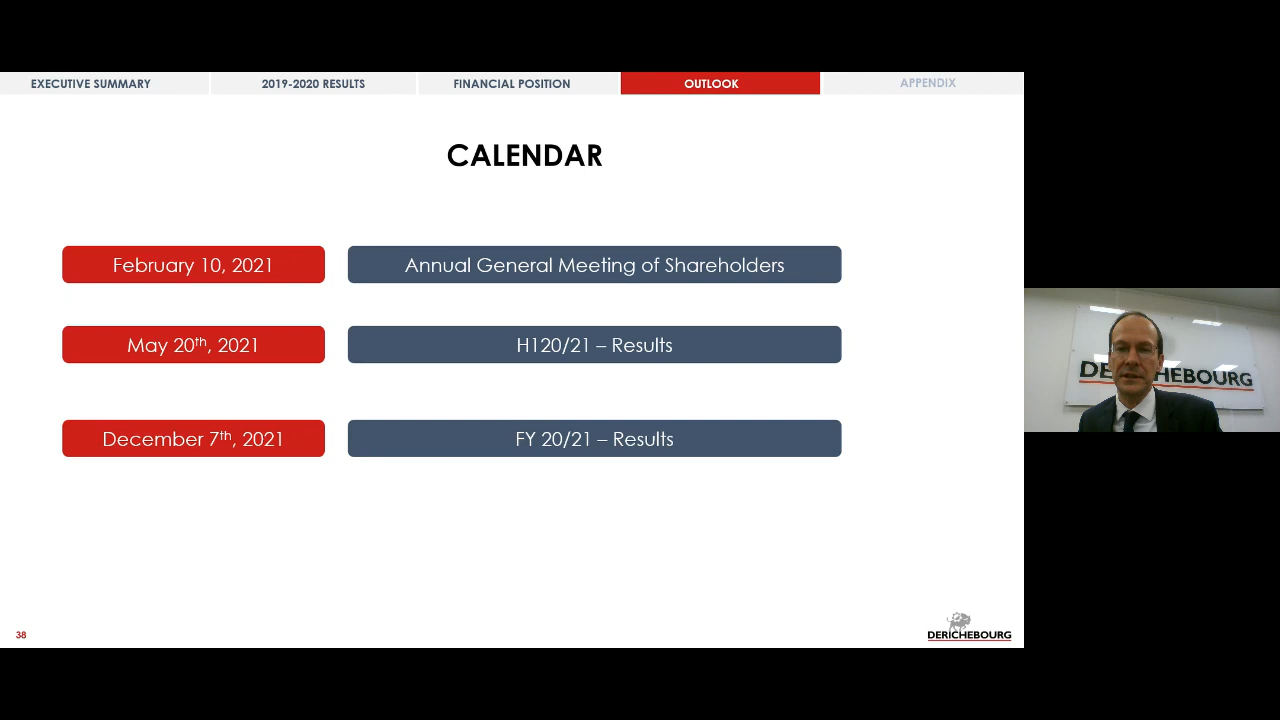 EXECUTIVE SUMMARY
2019-2020 RESULTS
FINANCIAL POSITION
OUTLOOK
APPENDIX
CALENDAR
February 10, 2021
Annual General Meeting of Shareholders
May 20th, 2021
H120/21 – Results
December 7th, 2021
FY 20/21 – Results
DERICHEBOURG
38
DERICHEBOURG